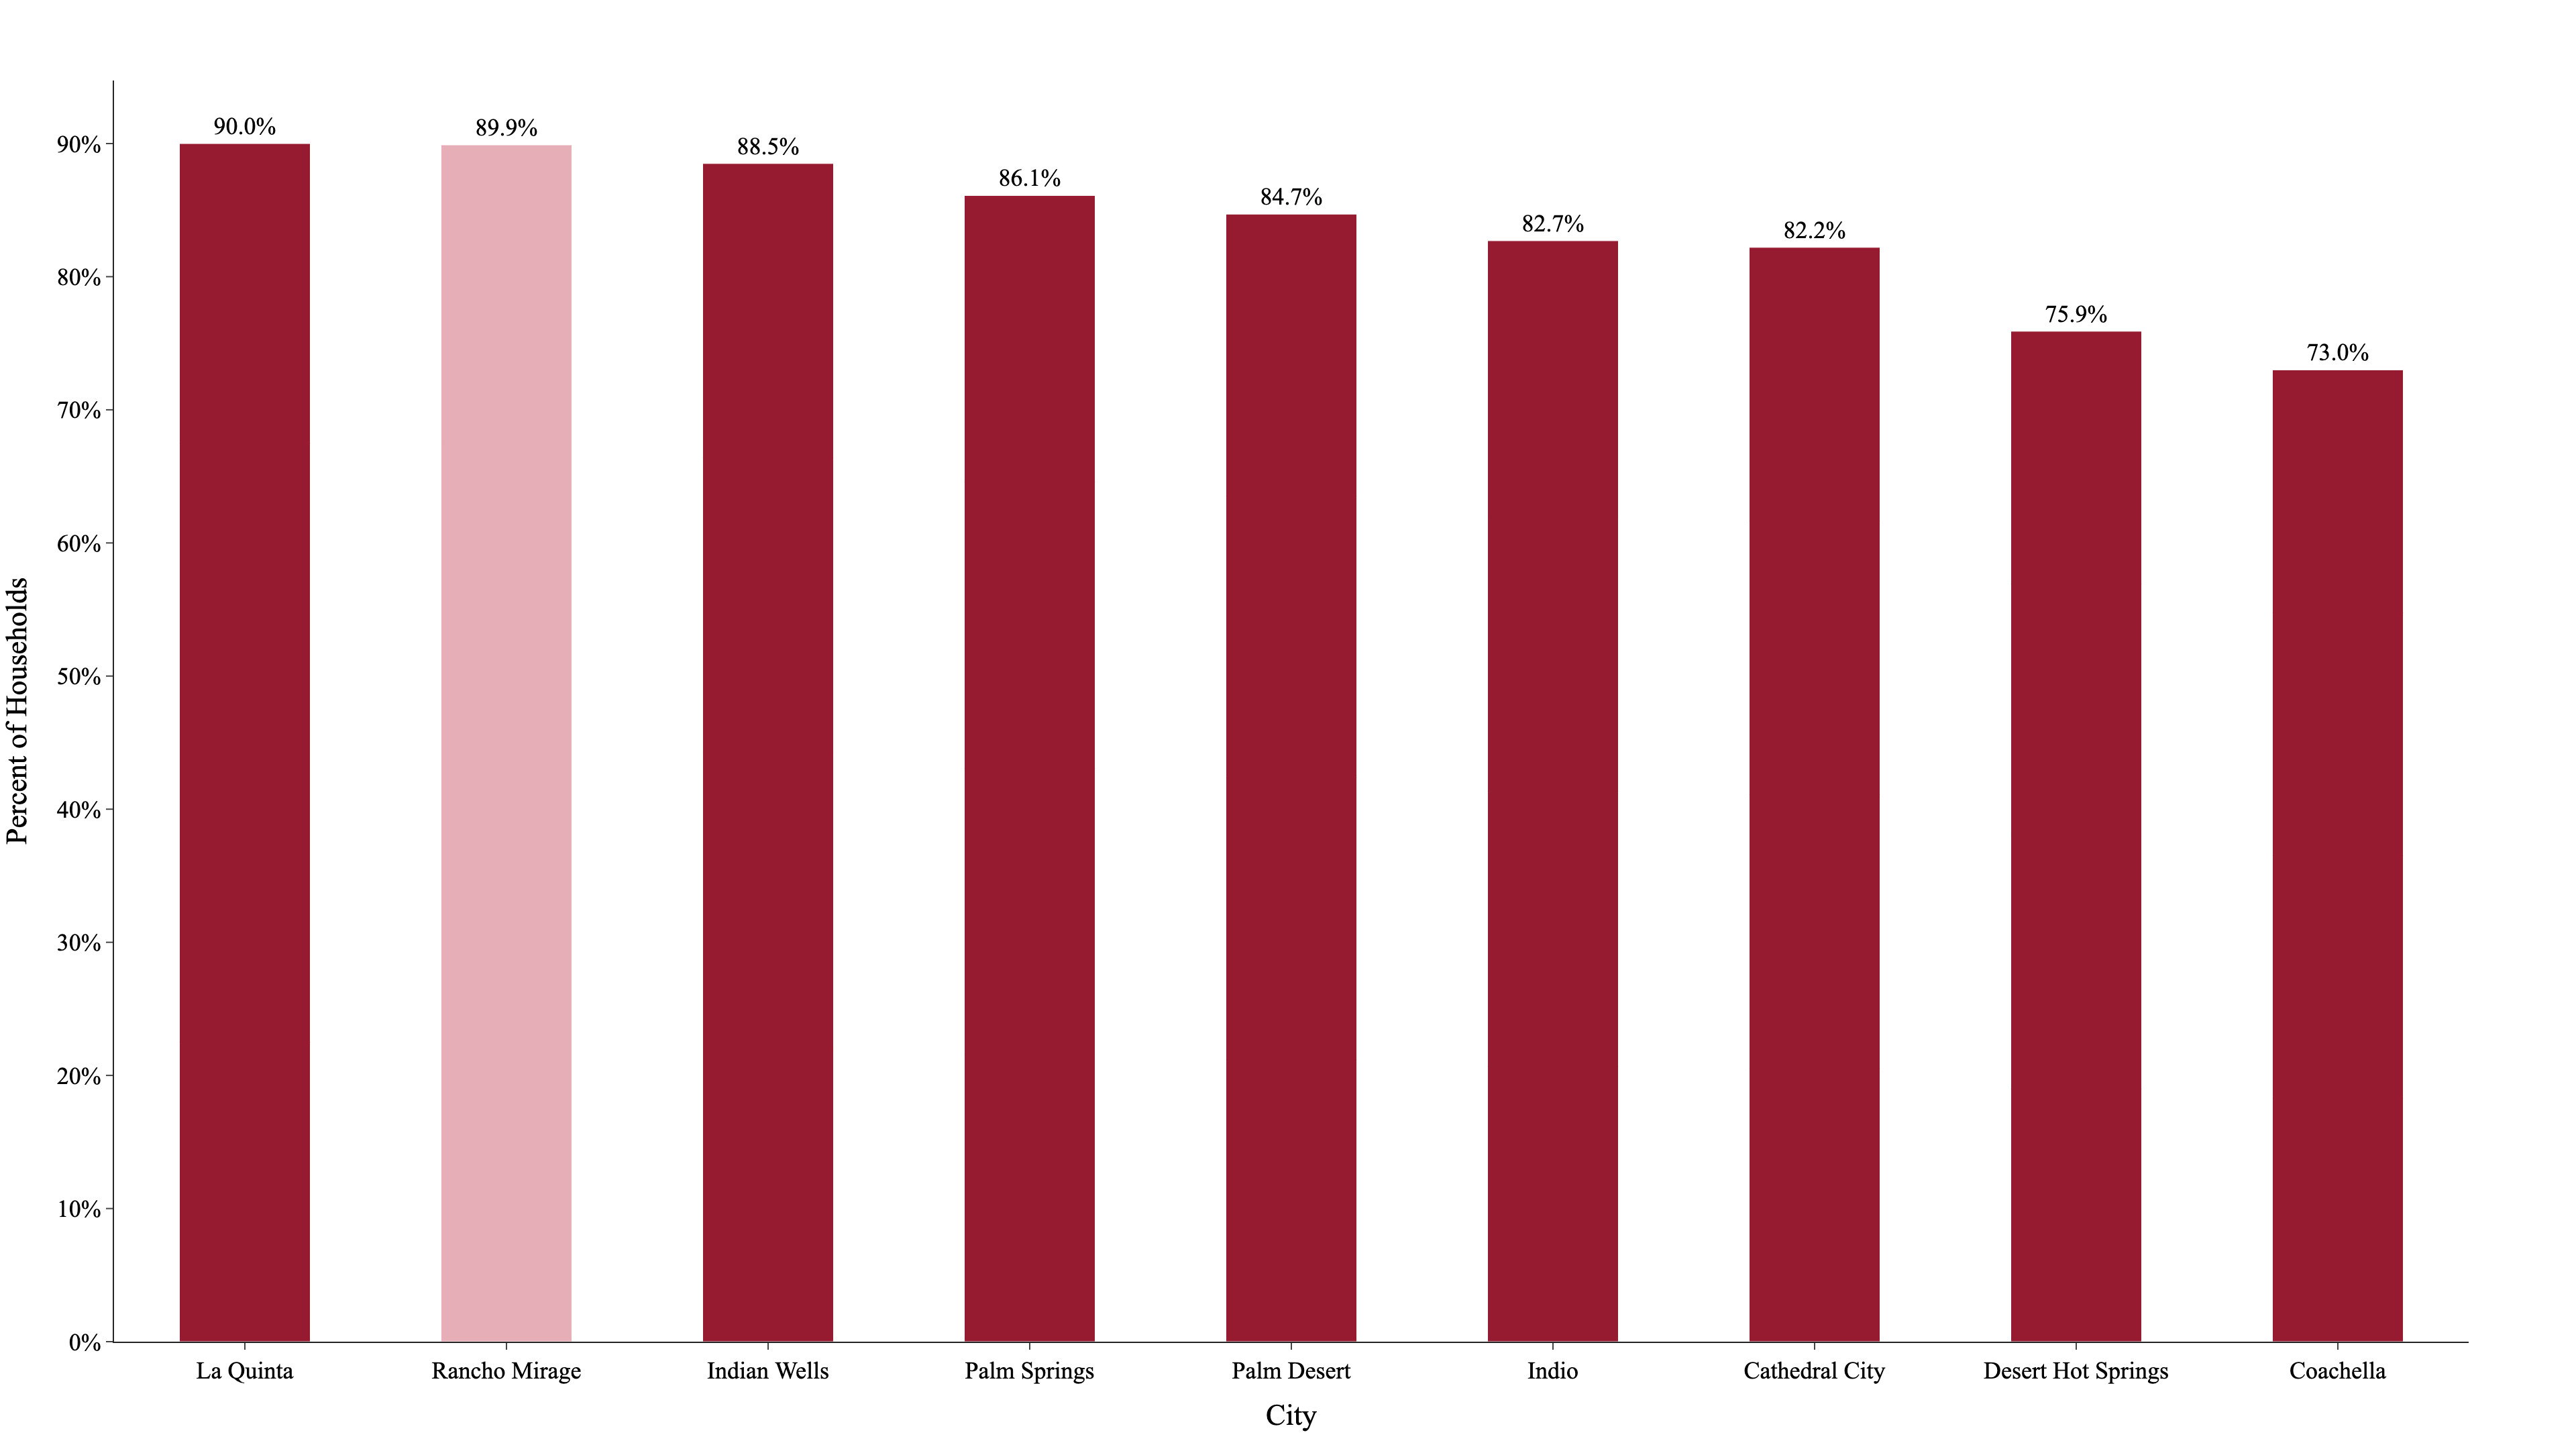 90.0%
89.9%
88.5%
86.1%
84.7%
82.7%
82.2%
75.9%
73.0%
90%
80%
70%
60%
50%
40%
30%
20%
10%
0%
Percent of Households
La Quinta
Rancho Mirage
Indian Wells
Palm Springs
Palm Desert
Indio
Cathedral City
Desert Hot Springs
Coachella
City